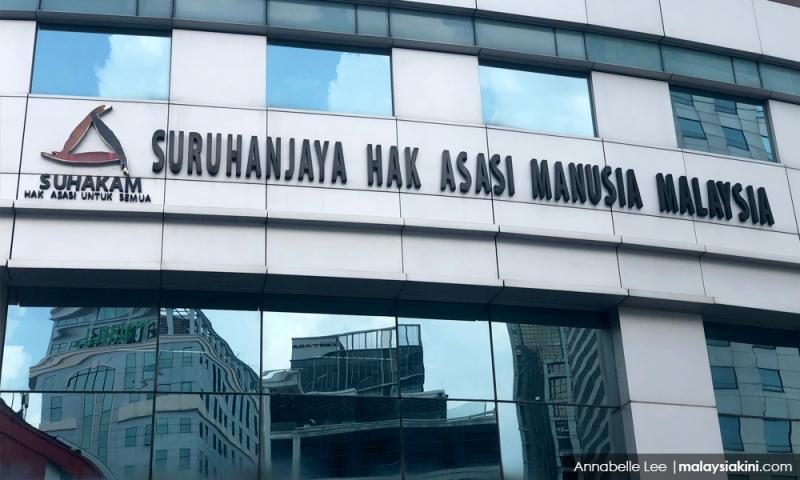 SURUHANJAYA HAK ASASI MANUSIA MALAYSIA
SUHAKAM
HAK ASASI UNTUK SEMUA
Annabelle Lee | malaysiakini.com